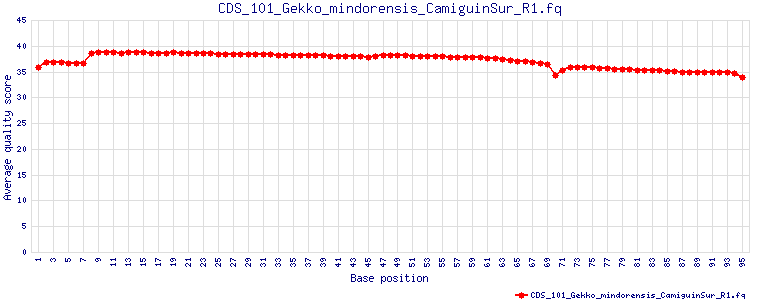 CDS_101_Gekko_mindorensis_CamiguinSur_R1.fq
Average quality score
45
40
35
30
25
20
15
10
5
0
1 3 5 7 9 11 13 15 17 19 21 23 25 27 29 31 33 35 37 39 41 43 45 47 49 51 53 55 57 59 61 63 65 67 69 71 73 75 77 79 81 83 85 87 89 91 93 95
Base position
CDS_101_Gekko_mindorensis_CamiguinSur_R1.fq